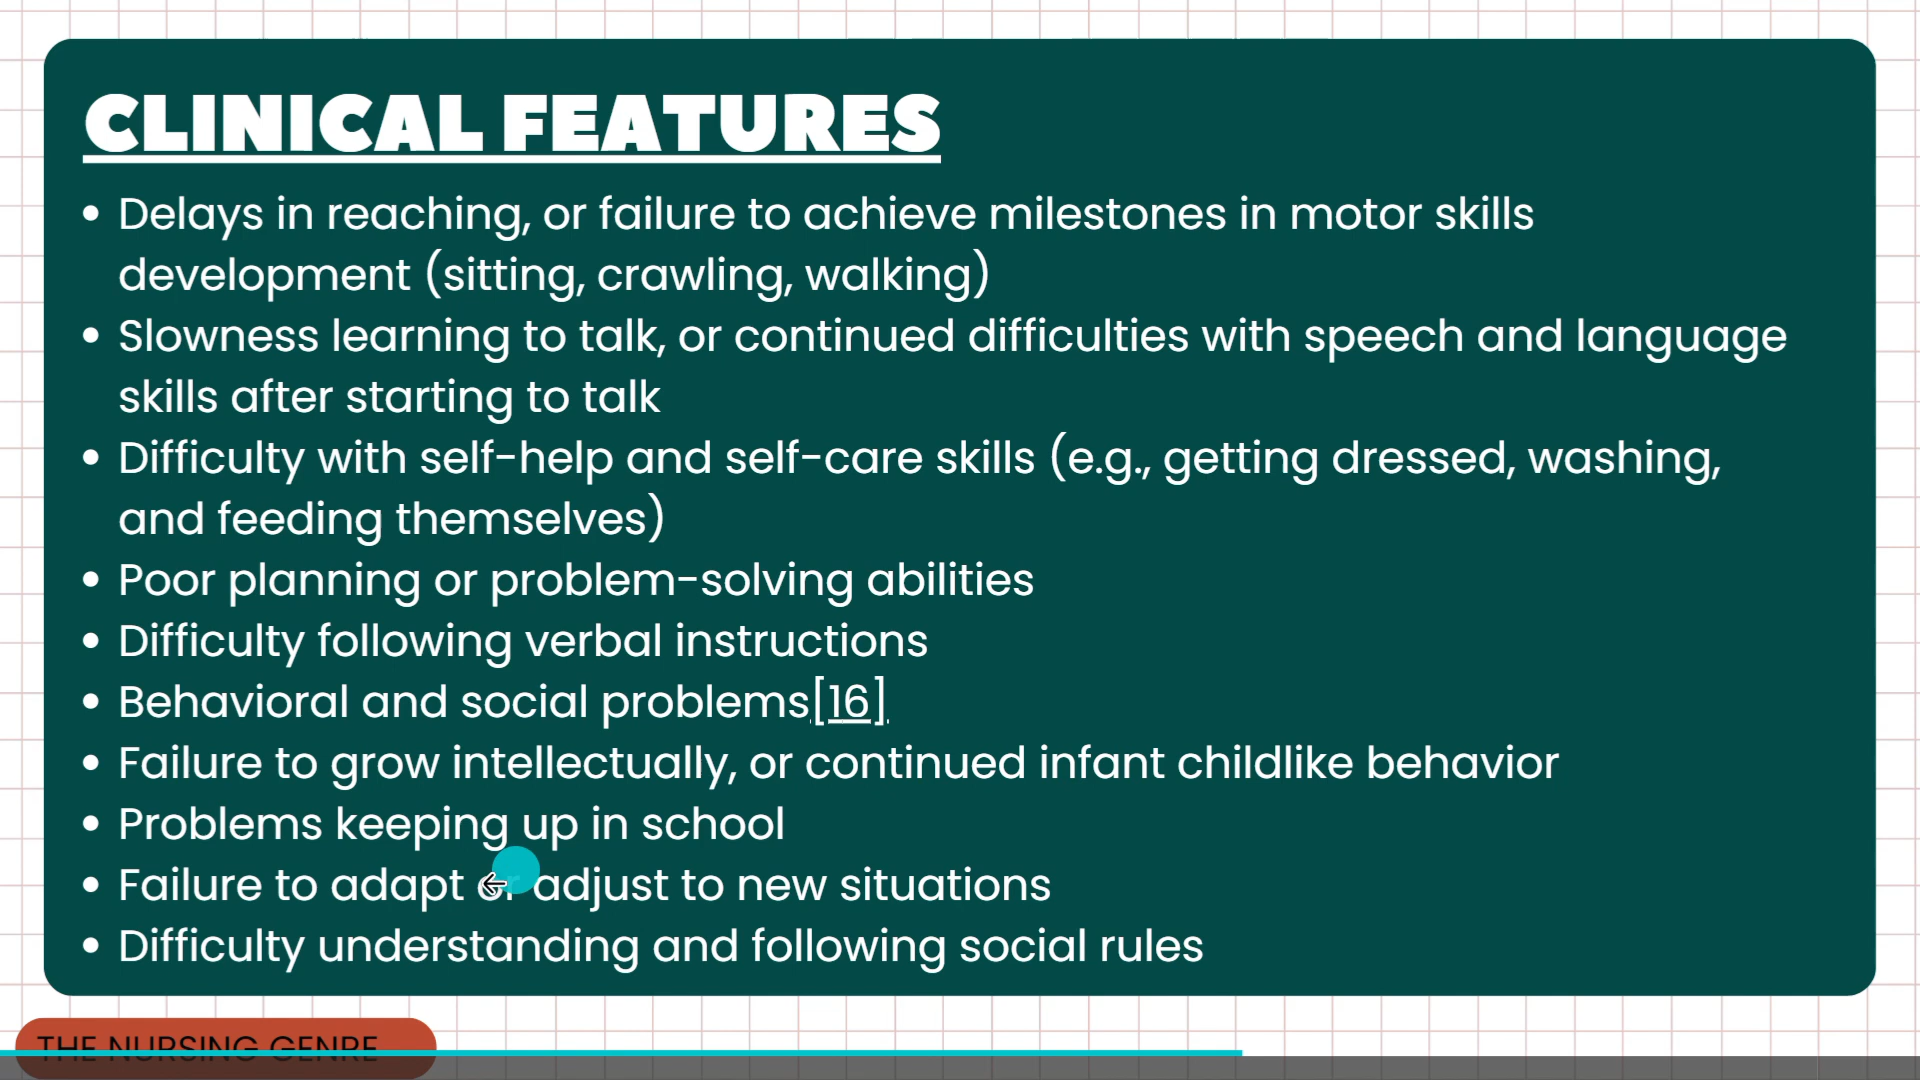 CLINICAL FEATURES
• Delays in reaching, or failure to achieve milestones in motor skills
development (sitting, crawling, walking)
• Slowness learning to talk, or continued difficulties with speech and language
skills after starting to talk
• Difficulty with self-help and self-care skills (e.g., getting dressed, washing,
and feeding themselves)
• Poor planning or problem-solving abilities
• Difficulty following verbal instructions
• Behavioral and social problems[16]
• Failure to grow intellectually, or continued infant childlike behavior
• Problems keeping up in school
• Failure to adapt or adjust to new situations
• Difficulty understanding and following social rules
THE NURSING GENRE